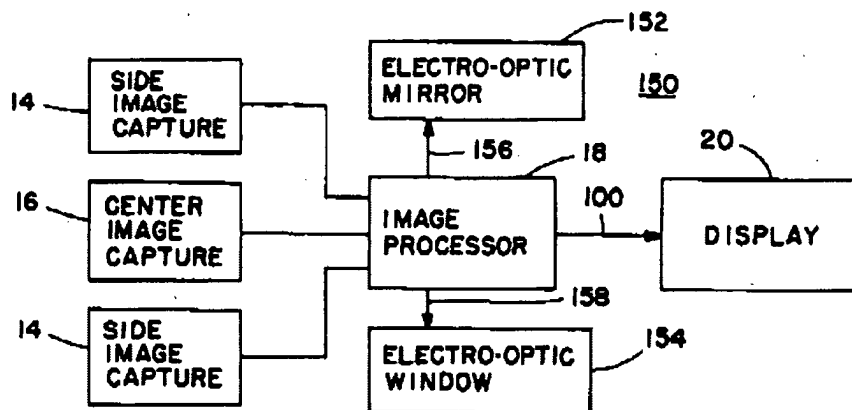 152
ELECTRO-OPTIC
MIRROR
150
14
SIDE
IMAGE
CAPTURE
156
18
20
16
CENTER
IMAGE
CAPTURE
IMAGE
PROCESSOR
100
DISPLAY
158
14
SIDE
IMAGE
CAPTURE
ELECTRO-OPTIC
WINDOW
154